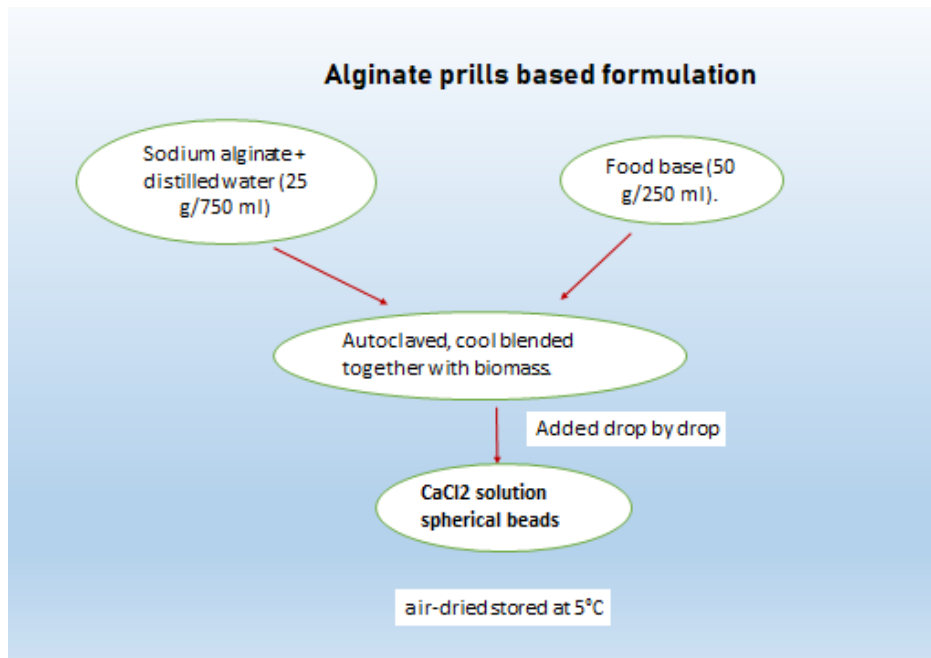 Alginate prills based formulation
Sodium alginate +
distilled water (25
g/750 ml)
Food base (50
g/250 ml).
Autoclaved, cool blended
together with biomass.
Added drop by drop
CaCl2 solution
spherical beads
air-dried stored at 5°C